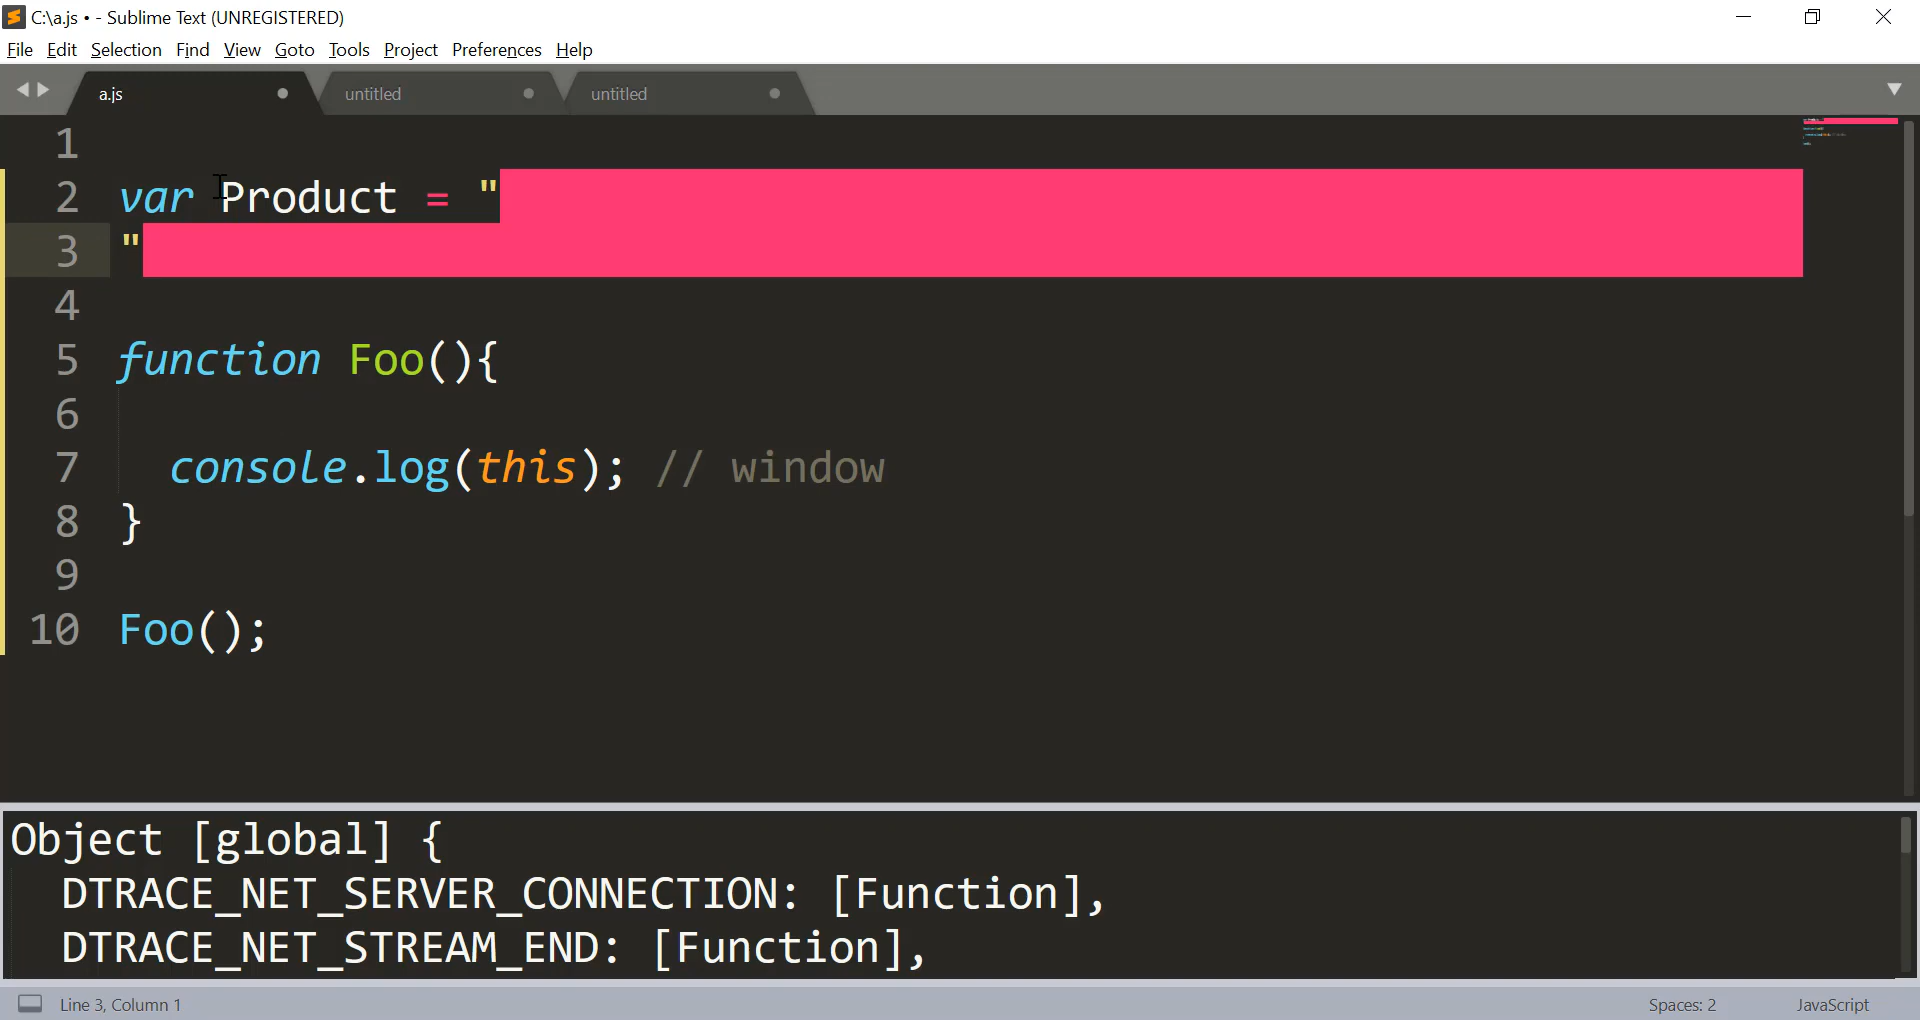 C:\a.js • - Sublime Text (UNREGISTERED)
File Edit Selection Find View Goto Tools Project Preferences Help
a.js untitled untitled
1
2 var Product = "
3 "
4
5 function Foo(){
6
7 console.log(this); // window
8 }
9
10 Foo();
Object [global] {
DTRACE_NET_SERVER_CONNECTION: [Function],
DTRACE_NET_STREAM_END: [Function],
Line 3, Column 1 Spaces: 2 JavaScript